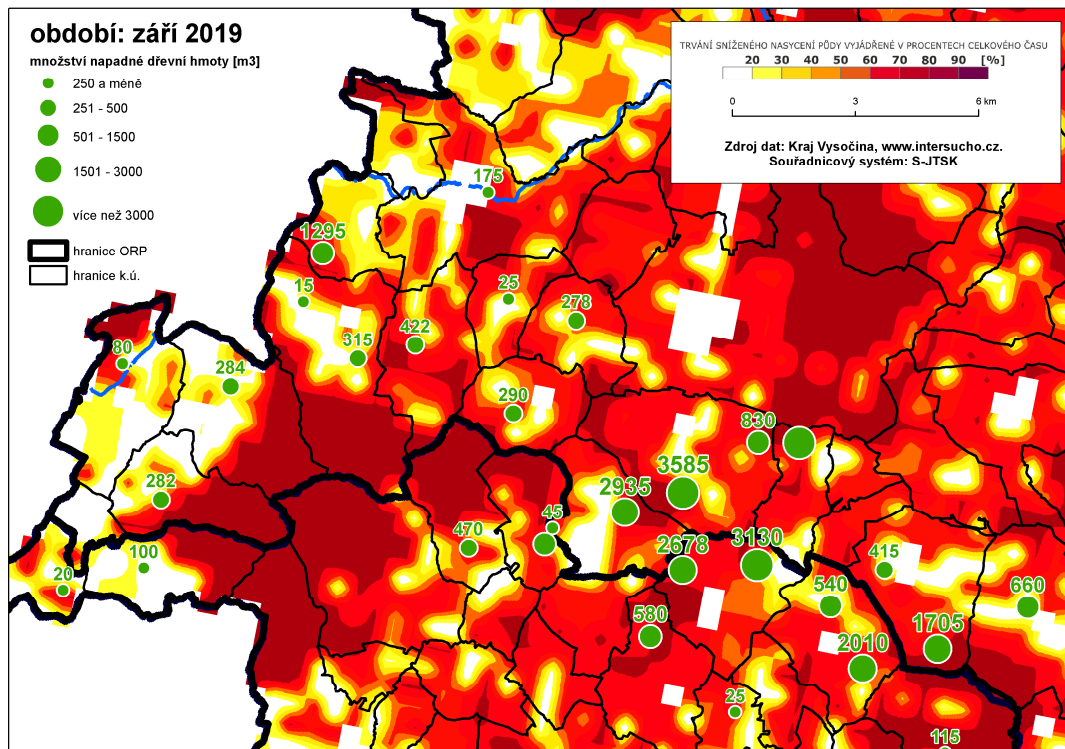 období: září 2019
množství napadné dřevní hmoty [m3]
250 a méně
251 - 500
501 - 1500
1501 - 3000
více než 3000
hranice ORP
hranice k.ú.
TRVÁNÍ SNÍŽENÉHO NASYCENÍ PŮDY VYJÁDŘENÉ V PROCENTECH CELKOVÉHO ČASU
20 30 40 50 60 70 80 90 [%]
0 3 6 km
Zdroj dat: Kraj Vysočina, www.intersucho.cz.
Souřadnicový systém: S-JTSK
175
1295
15
25
278
315
422
80
284
290
830
3585
2935
282
45
470
2678
3130
415
100
20
540
660
580
1705
2010
25
115